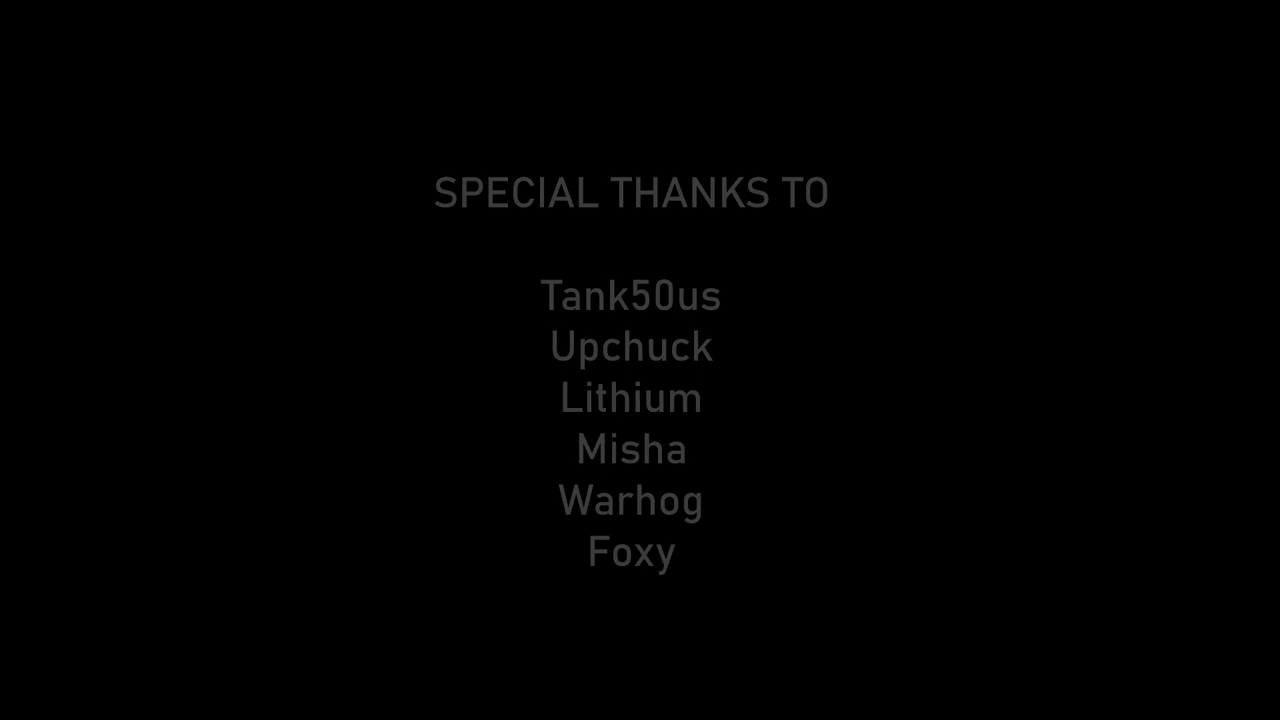 SPECIAL THANKS TO
Tank50us
Upchuck
Lithium
Misha
Warhog
Foxy